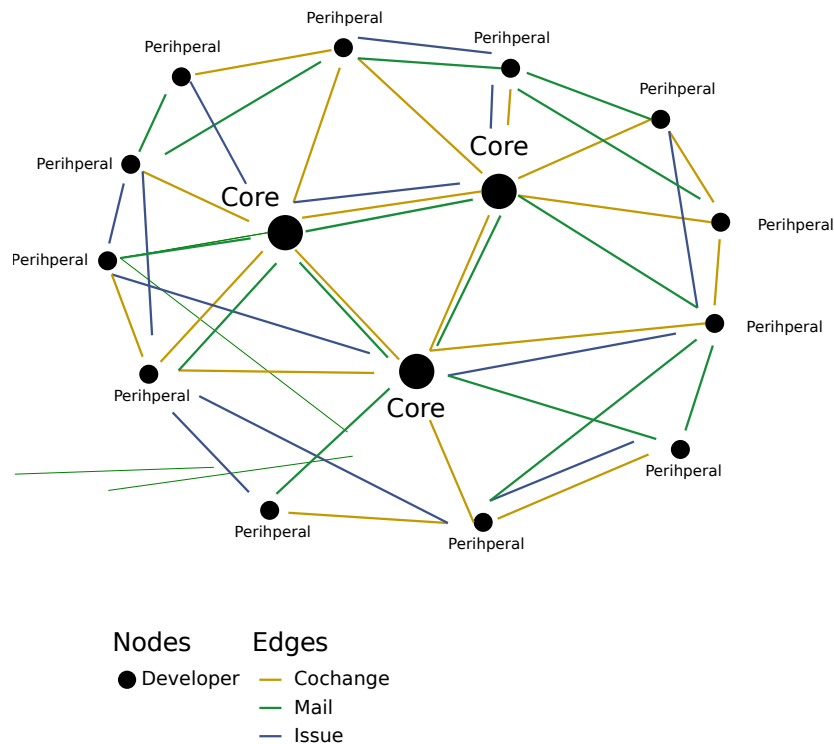 Perihperal
Perihperal
Perihperal
Perihperal
Core
Perihperal
Core
Perihperal
Perihperal
Perihperal
Perihperal
Core
Perihperal
Perihperal
Perihperal
Perihperal
Nodes
Edges
Developer
Cochange
Mail
Issue